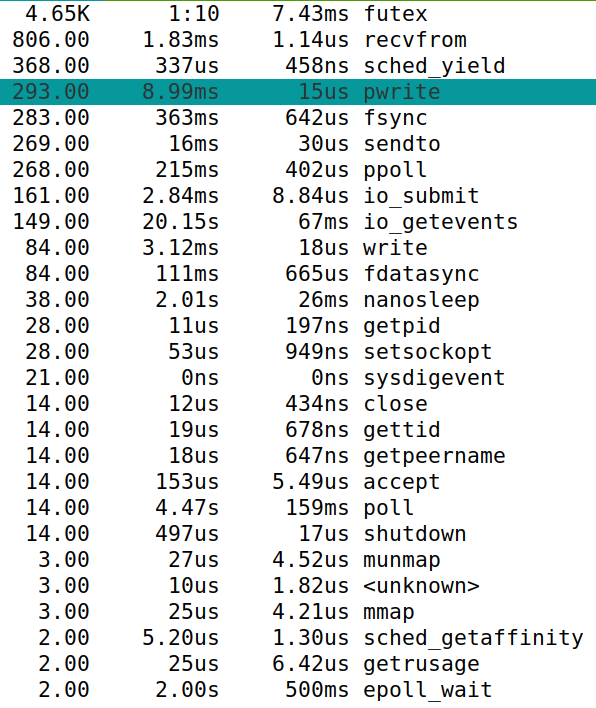 4.65K 1:10 7.43ms futex
806.00 1.83ms 1.14us recvfrom
368.00 337us 458ns sched_yield
293.00 8.99ms 15us pwrite
283.00 363ms 642us fsync
269.00 16ms 30us sendto
268.00 215ms 402us ppoll
161.00 2.84ms 8.84us io_submit
149.00 20.15s 67ms io_getevents
84.00 3.12ms 18us write
84.00 111ms 665us fdatasync
38.00 2.01s 26ms nanosleep
28.00 11us 197ns getpid
28.00 53us 949ns setsockopt
21.00 0ns 0ns sysdigevent
14.00 12us 434ns close
14.00 19us 678ns gettid
14.00 18us 647ns getpeername
14.00 153us 5.49us accept
14.00 4.47s 159ms poll
14.00 497us 17us shutdown
3.00 27us 4.52us munmap
3.00 10us 1.82us <unknown>
3.00 25us 4.21us mmap
2.00 5.20us 1.30us sched_getaffinity
2.00 25us 6.42us getrusage
2.00 2.00s 500ms epoll_wait